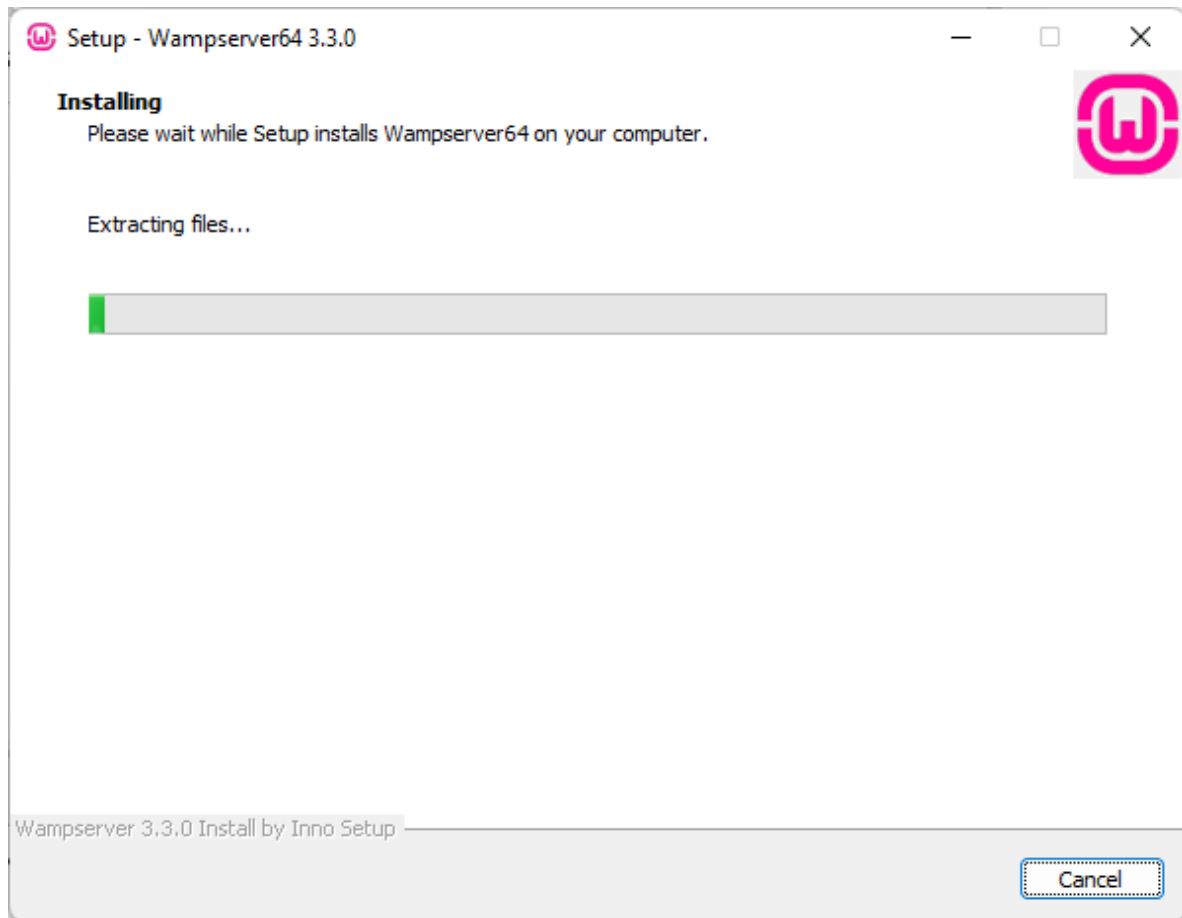 Setup - Wampserver64 3.3.0
Installing
Please wait while Setup installs Wampserver64 on your computer.
Extracting files...
Wampserver 3.3.0 Install by Inno Setup
Cancel